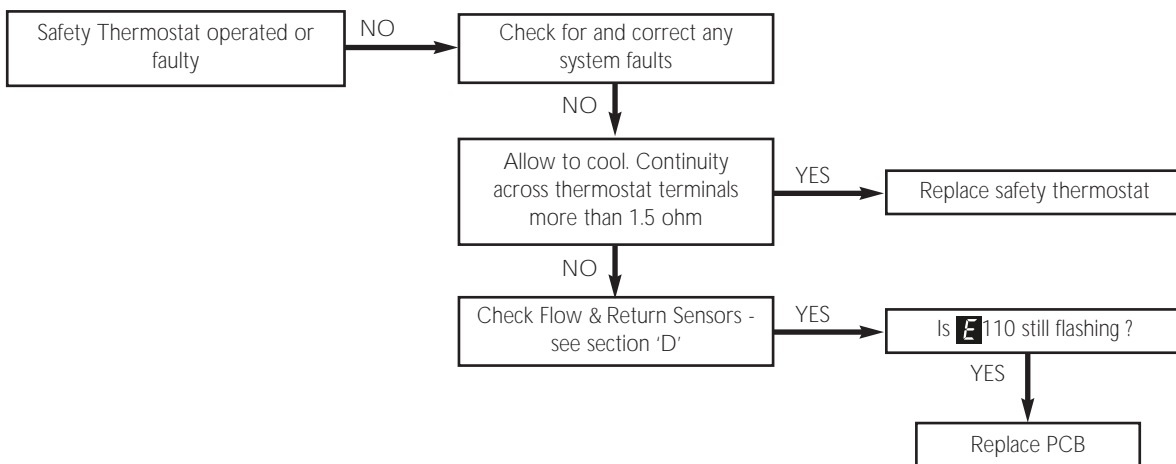 Safety Thermostat operated or
faulty
NO
Check for and correct any
system faults
NO
Allow to cool. Continuity
across thermostat terminals
more than 1.5 ohm
YES
Replace safety thermostat
NO
Check Flow & Return Sensors -
see section ‘D’
YES
Is E 110 still flashing ?
YES
Replace PCB